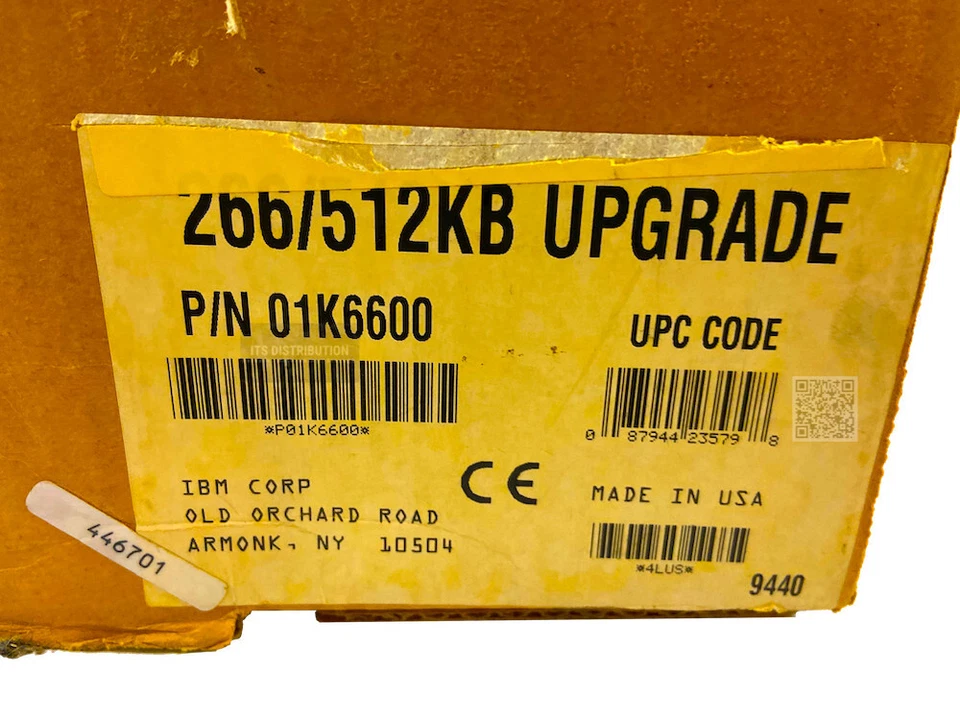 266/512KB UPGRADE
P/N 01K6600
UPC CODE
ITS DISTRIBUTION
*P01K6600*
0 87944 23579 8
IBM CORP
CE
MADE IN USA
OLD ORCHARD ROAD
ARMONK, NY 10504
*4LUS*
9440
446701